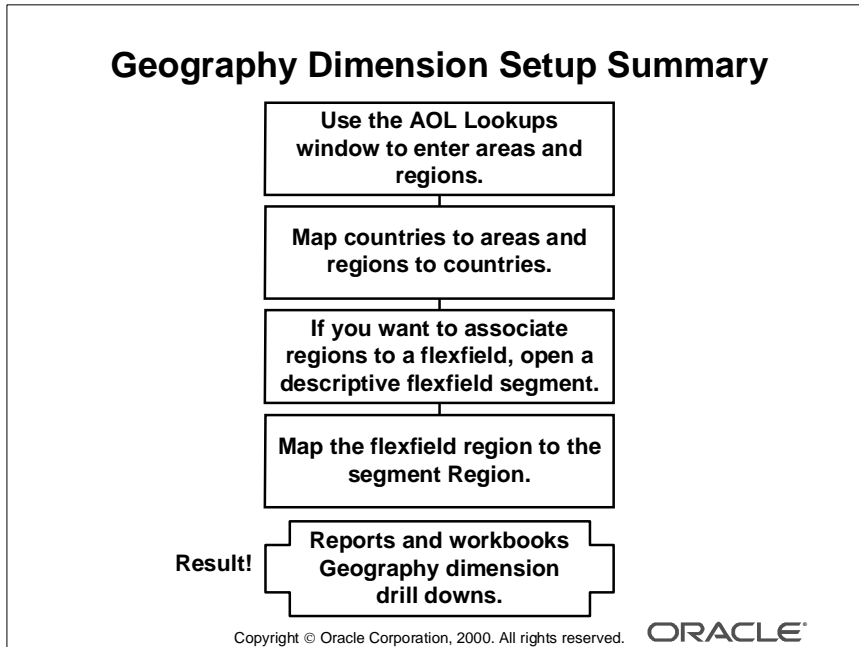 Geography Dimension Setup Summary
Use the AOL Lookups
window to enter areas and
regions.
Map countries to areas and
regions to countries.
If you want to associate
regions to a flexfield, open a
descriptive flexfield segment.
Map the flexfield region to the
segment Region.
Result!
Reports and workbooks
Geography dimension
drill downs.
Copyright © Oracle Corporation, 2000. All rights reserved.
ORACLE®